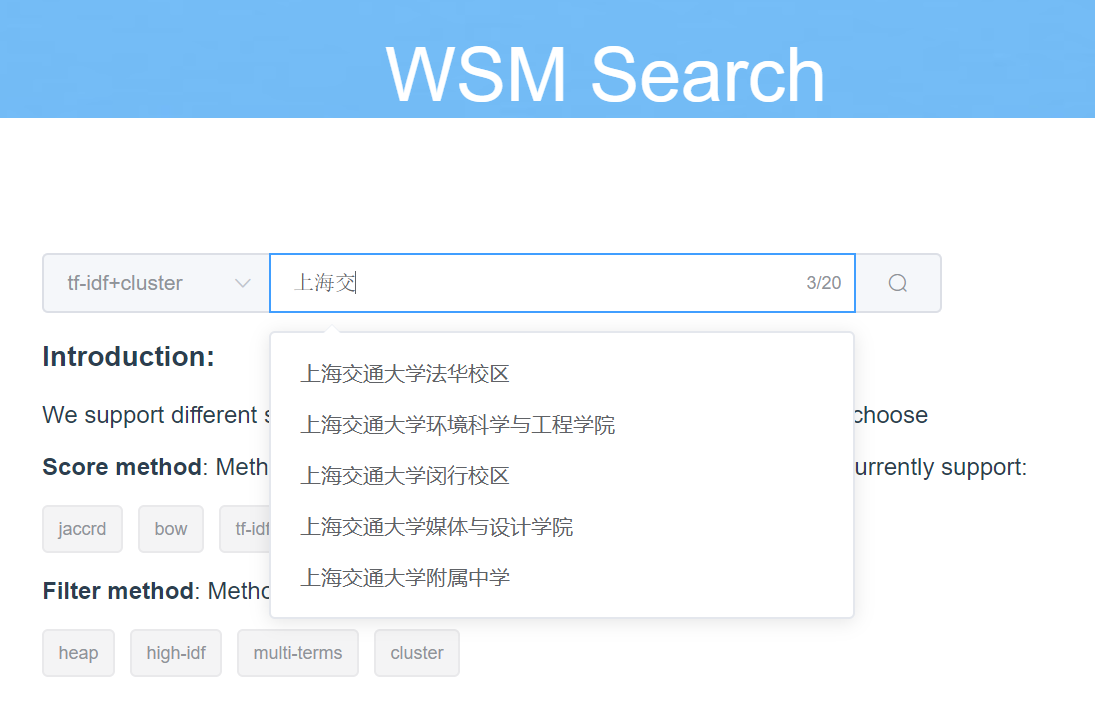 WSM Search
tf-idf+cluster
上海交
3/20
上海交通大学法华校区
上海交通大学环境科学与工程学院
上海交通大学闵行校区
上海交通大学媒体与设计学院
上海交通大学附属中学
Introduction:
We support different choose
Score method: Meth urrently support:
jaccrd bow tf-idf
Filter method: Metho
heap high-idf multi-terms cluster